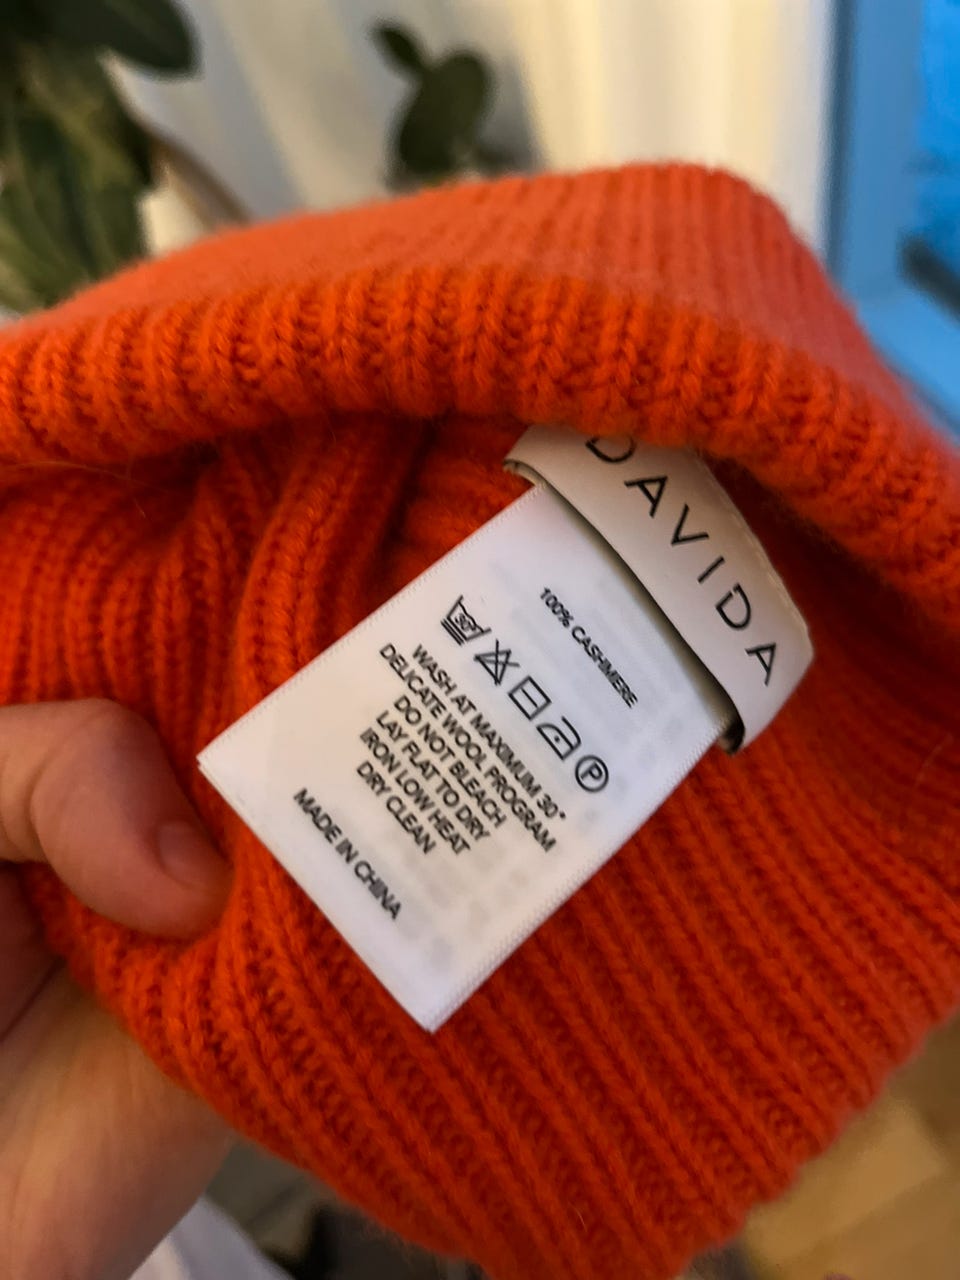 DAVIDA
100% CASHMERE
30°
P
WASH AT MAXIMUM 30°
DELICATE WOOL PROGRAM
DO NOT BLEACH
LAY FLAT TO DRY
IRON LOW HEAT
DRY CLEAN
MADE IN CHINA